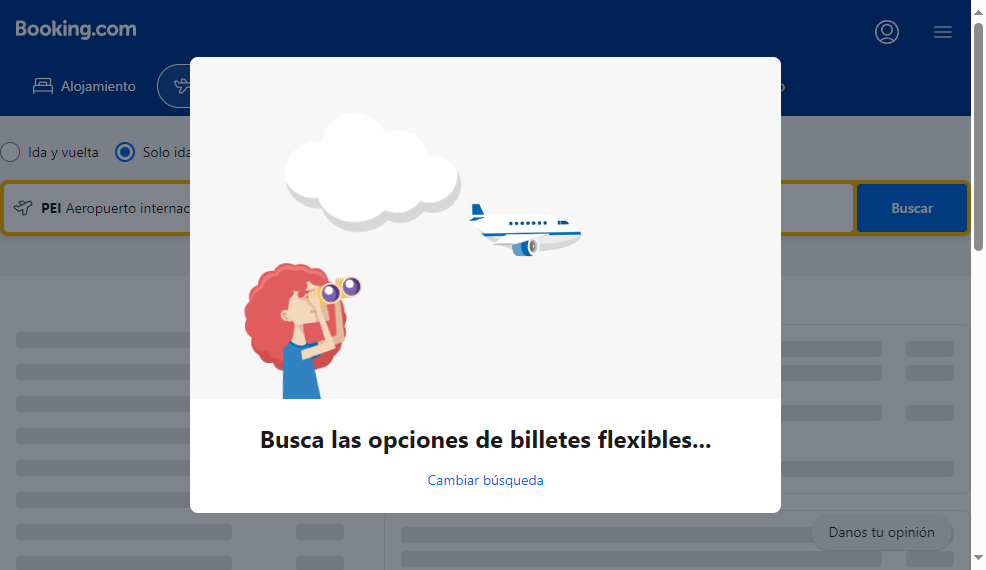 Booking.com
Alojamiento
Ida y vuelta
Solo ida
PEI Aeropuerto internac
Buscar
Busca las opciones de billetes flexibles...
Cambiar búsqueda
Danos tu opinión